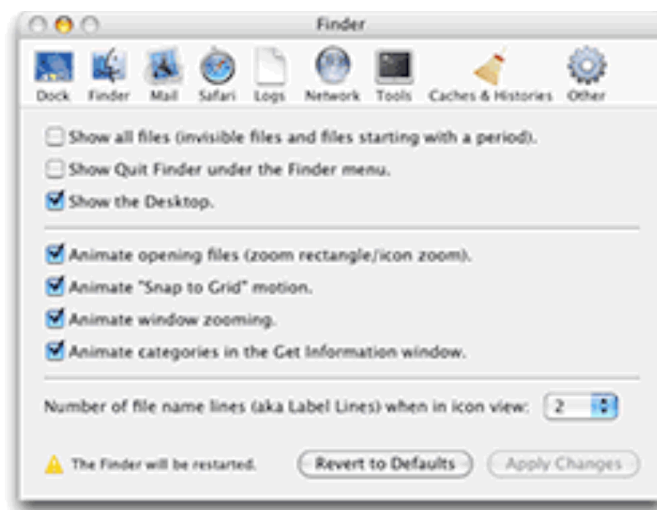 Finder
Dock Finder Mail Safari Logs Network Tools Caches & Histories Other
Show all files (invisible files and files starting with a period).
Show Quit Finder under the Finder menu.
Show the Desktop.
Animate opening files (zoom rectangle/icon zoom).
Animate "Snap to Grid" motion.
Animate window zooming.
Animate categories in the Get Information window.
Number of file name lines (aka Label Lines) when in icon view: 2
The Finder will be restarted. Revert to Defaults Apply Changes